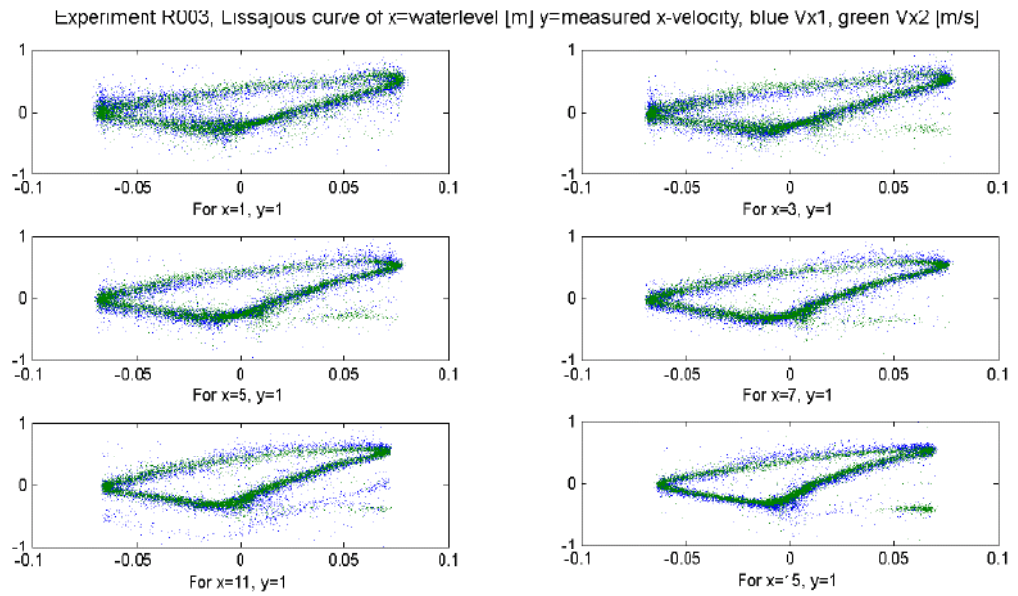 Experiment RO03, Lissajous curve of x=waterlevel [m] y=measured x-velocity, blue Vx1, green Vx2 [m/s]
1 1
0 0
-1 -1
-0.1 -0.05 0 0.05 0.1 -0.1 -0.05 0 0.05 0.1
For x=1, y=1 For x=3, y=1
1 1
0 0
-1 -1
-0.1 -0.05 0 0.05 0.1 -0.1 -0.05 0 0.05 0.1
For x=5, y=1 For x=7, y=1
1 1
0 0
-1 -1
-0.1 -0.05 0 0.05 0.1 -0.1 -0.05 0 0.05 0.1
For x=11, y=1 For x=15, y=1